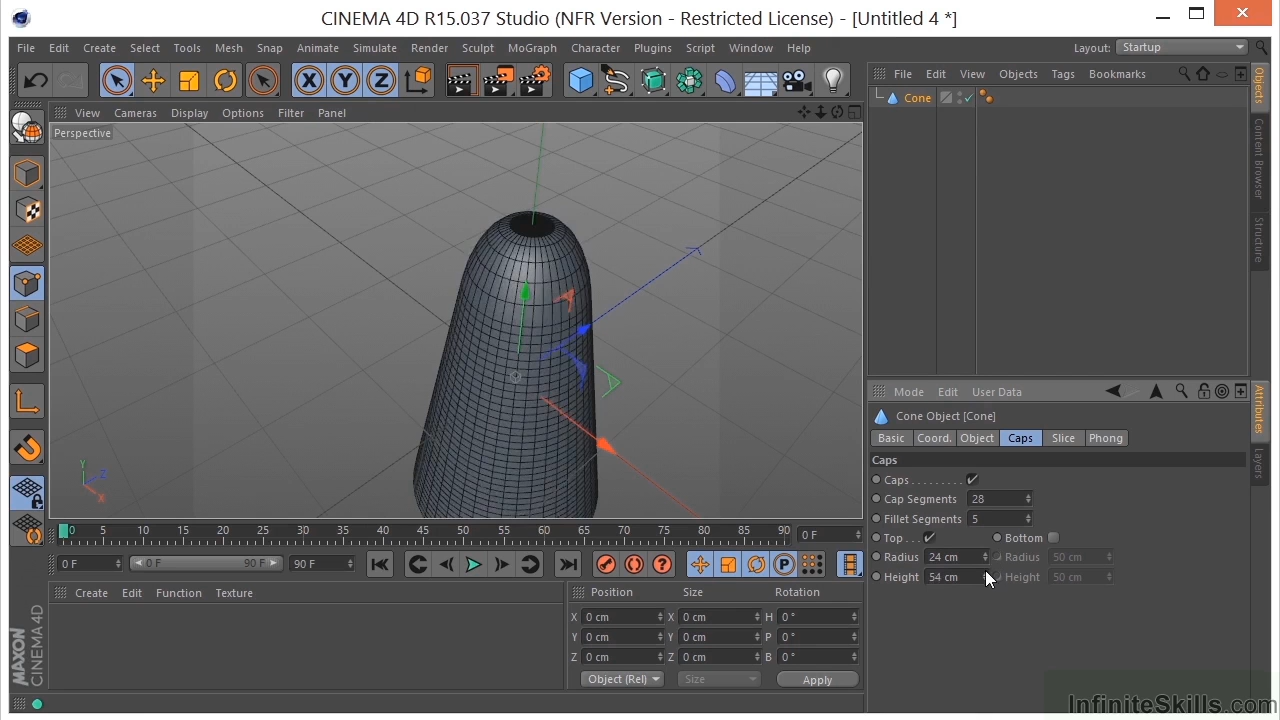 CINEMA 4D R15.037 Studio (NFR Version - Restricted License) - [Untitled 4 *]
File Edit Create Select Tools Mesh Snap Animate Simulate Render Sculpt MoGraph Character Plugins Script Window Help Layout: Startup
X Y Z
File Edit View Objects Tags Bookmarks
Cone
View Cameras Display Options Filter Panel
Perspective
Objects
Content Browser
Structure
Y Z X
Mode Edit User Data
Cone Object [Cone]
Basic Coord. Object Caps Slice Phong
Caps
Caps . . . . . . . . .
Cap Segments 28
Fillet Segments 5
Top . . . Bottom
Radius 24 cm Radius 50 cm
Height 54 cm Height 50 cm
Attributes
Layers
0 5 10 15 20 25 30 35 40 45 50 55 60 65 70 75 80 85 90 0 F
0 F 0 F 90 F 90 F P
Create Edit Function Texture
Position Size Rotation
X 0 cm X 0 cm H 0 °
Y 0 cm Y 0 cm P 0 °
Z 0 cm Z 0 cm B 0 °
Object (Rel) Size Apply
MAXON
CINEMA 4D
InfiniteSkills.com